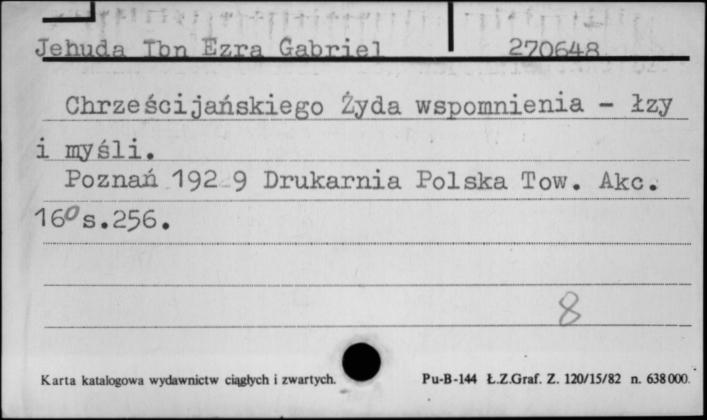 Jehuda Ibn Ezra Gabriel 270648
Chrześcijańskiego Żyda wspomnienia - łzy
i myśli.
Poznań 192 9 Drukarnia Polska Tow. Akc.
16⁰ s.256.
8
Karta katalogowa wydawnictw ciągłych i zwartych. Pu-B-144 Ł.Z.Graf. Z. 120/15/82 n. 638000.